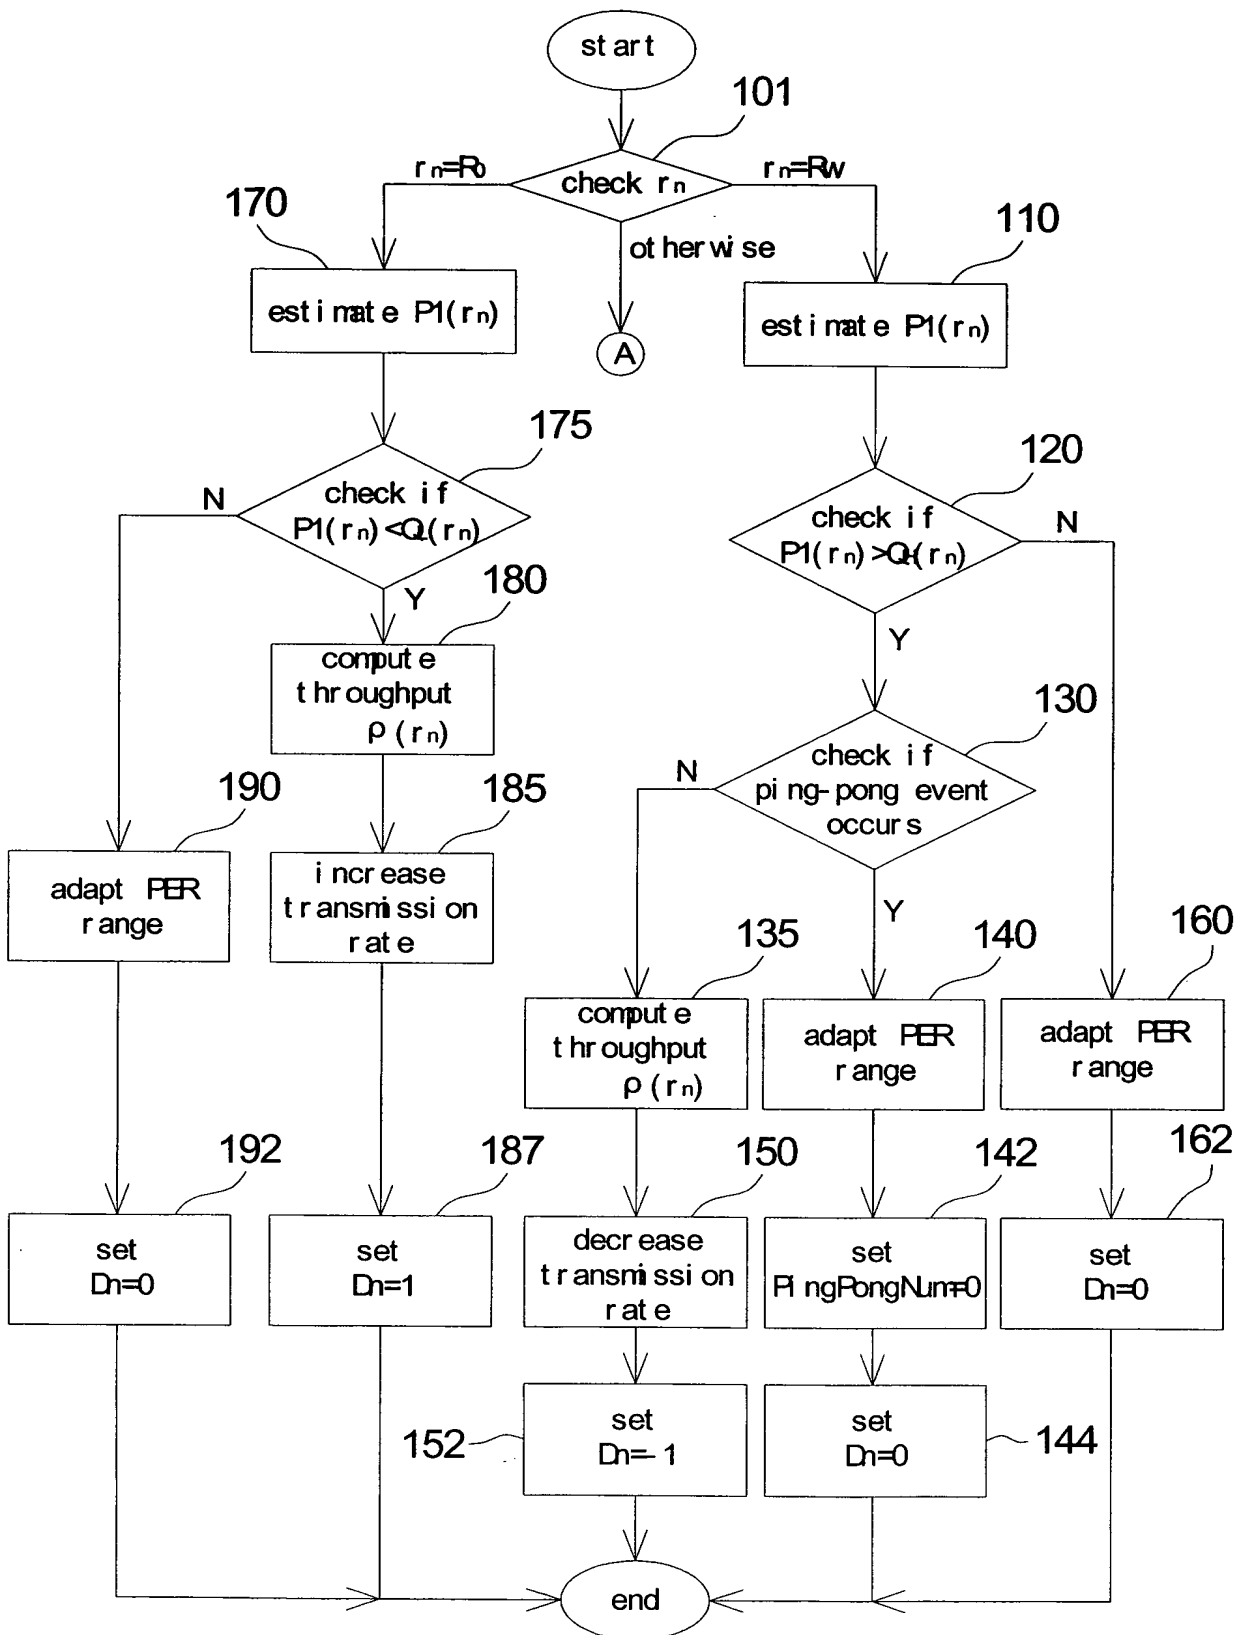 start
101
rn=R0
check rn
rn=RW
170
otherwise
110
estimate P1(rn)
estimate P1(rn)
A
175
120
N
check if
P1(rn)<QL(rn)
check if
P1(rn)>QH(rn)
N
Y
180
Y
compute
throughput
ρ(rn)
130
check if
ping-pong event
occurs
N
190
185
adapt PER
range
increase
transmission
rate
Y
135
140
160
compute
throughput
ρ(rn)
adapt PER
range
adapt PER
range
192
187
150
142
162
set
Dn=0
set
Dn=1
decrease
transmission
rate
set
PingPongNum=0
set
Dn=0
152
set
Dn=-1
set
Dn=0
144
end